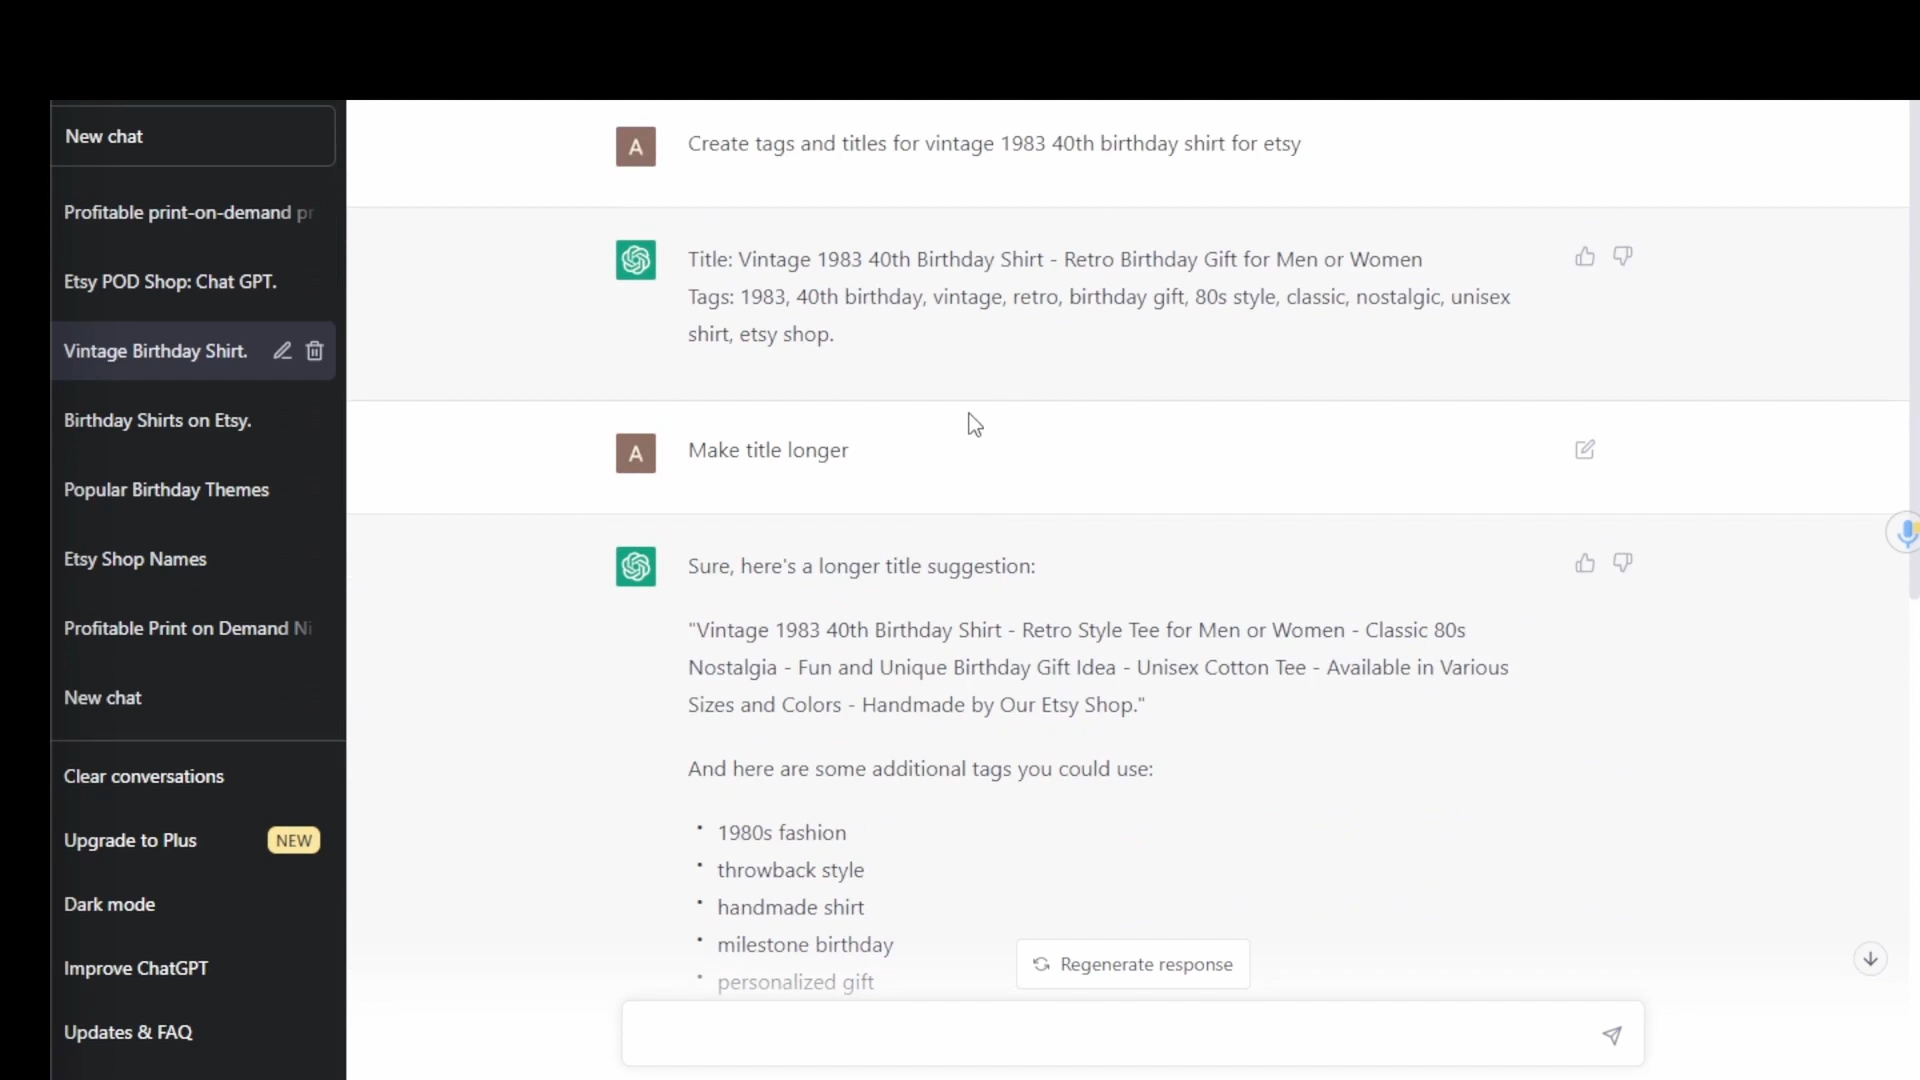 New chat
Profitable print-on-demand pr
Etsy POD Shop: Chat GPT.
Vintage Birthday Shirt.
Birthday Shirts on Etsy.
Popular Birthday Themes
Etsy Shop Names
Profitable Print on Demand Ni
New chat
Clear conversations
Upgrade to Plus NEW
Dark mode
Improve ChatGPT
Updates & FAQ
A
Create tags and titles for vintage 1983 40th birthday shirt for etsy
Title: Vintage 1983 40th Birthday Shirt - Retro Birthday Gift for Men or Women
Tags: 1983, 40th birthday, vintage, retro, birthday gift, 80s style, classic, nostalgic, unisex
shirt, etsy shop.
A
Make title longer
Sure, here's a longer title suggestion:
"Vintage 1983 40th Birthday Shirt - Retro Style Tee for Men or Women - Classic 80s
Nostalgia - Fun and Unique Birthday Gift Idea - Unisex Cotton Tee - Available in Various
Sizes and Colors - Handmade by Our Etsy Shop."
And here are some additional tags you could use:
• 1980s fashion
• throwback style
• handmade shirt
• milestone birthday
• personalized gift
Regenerate response